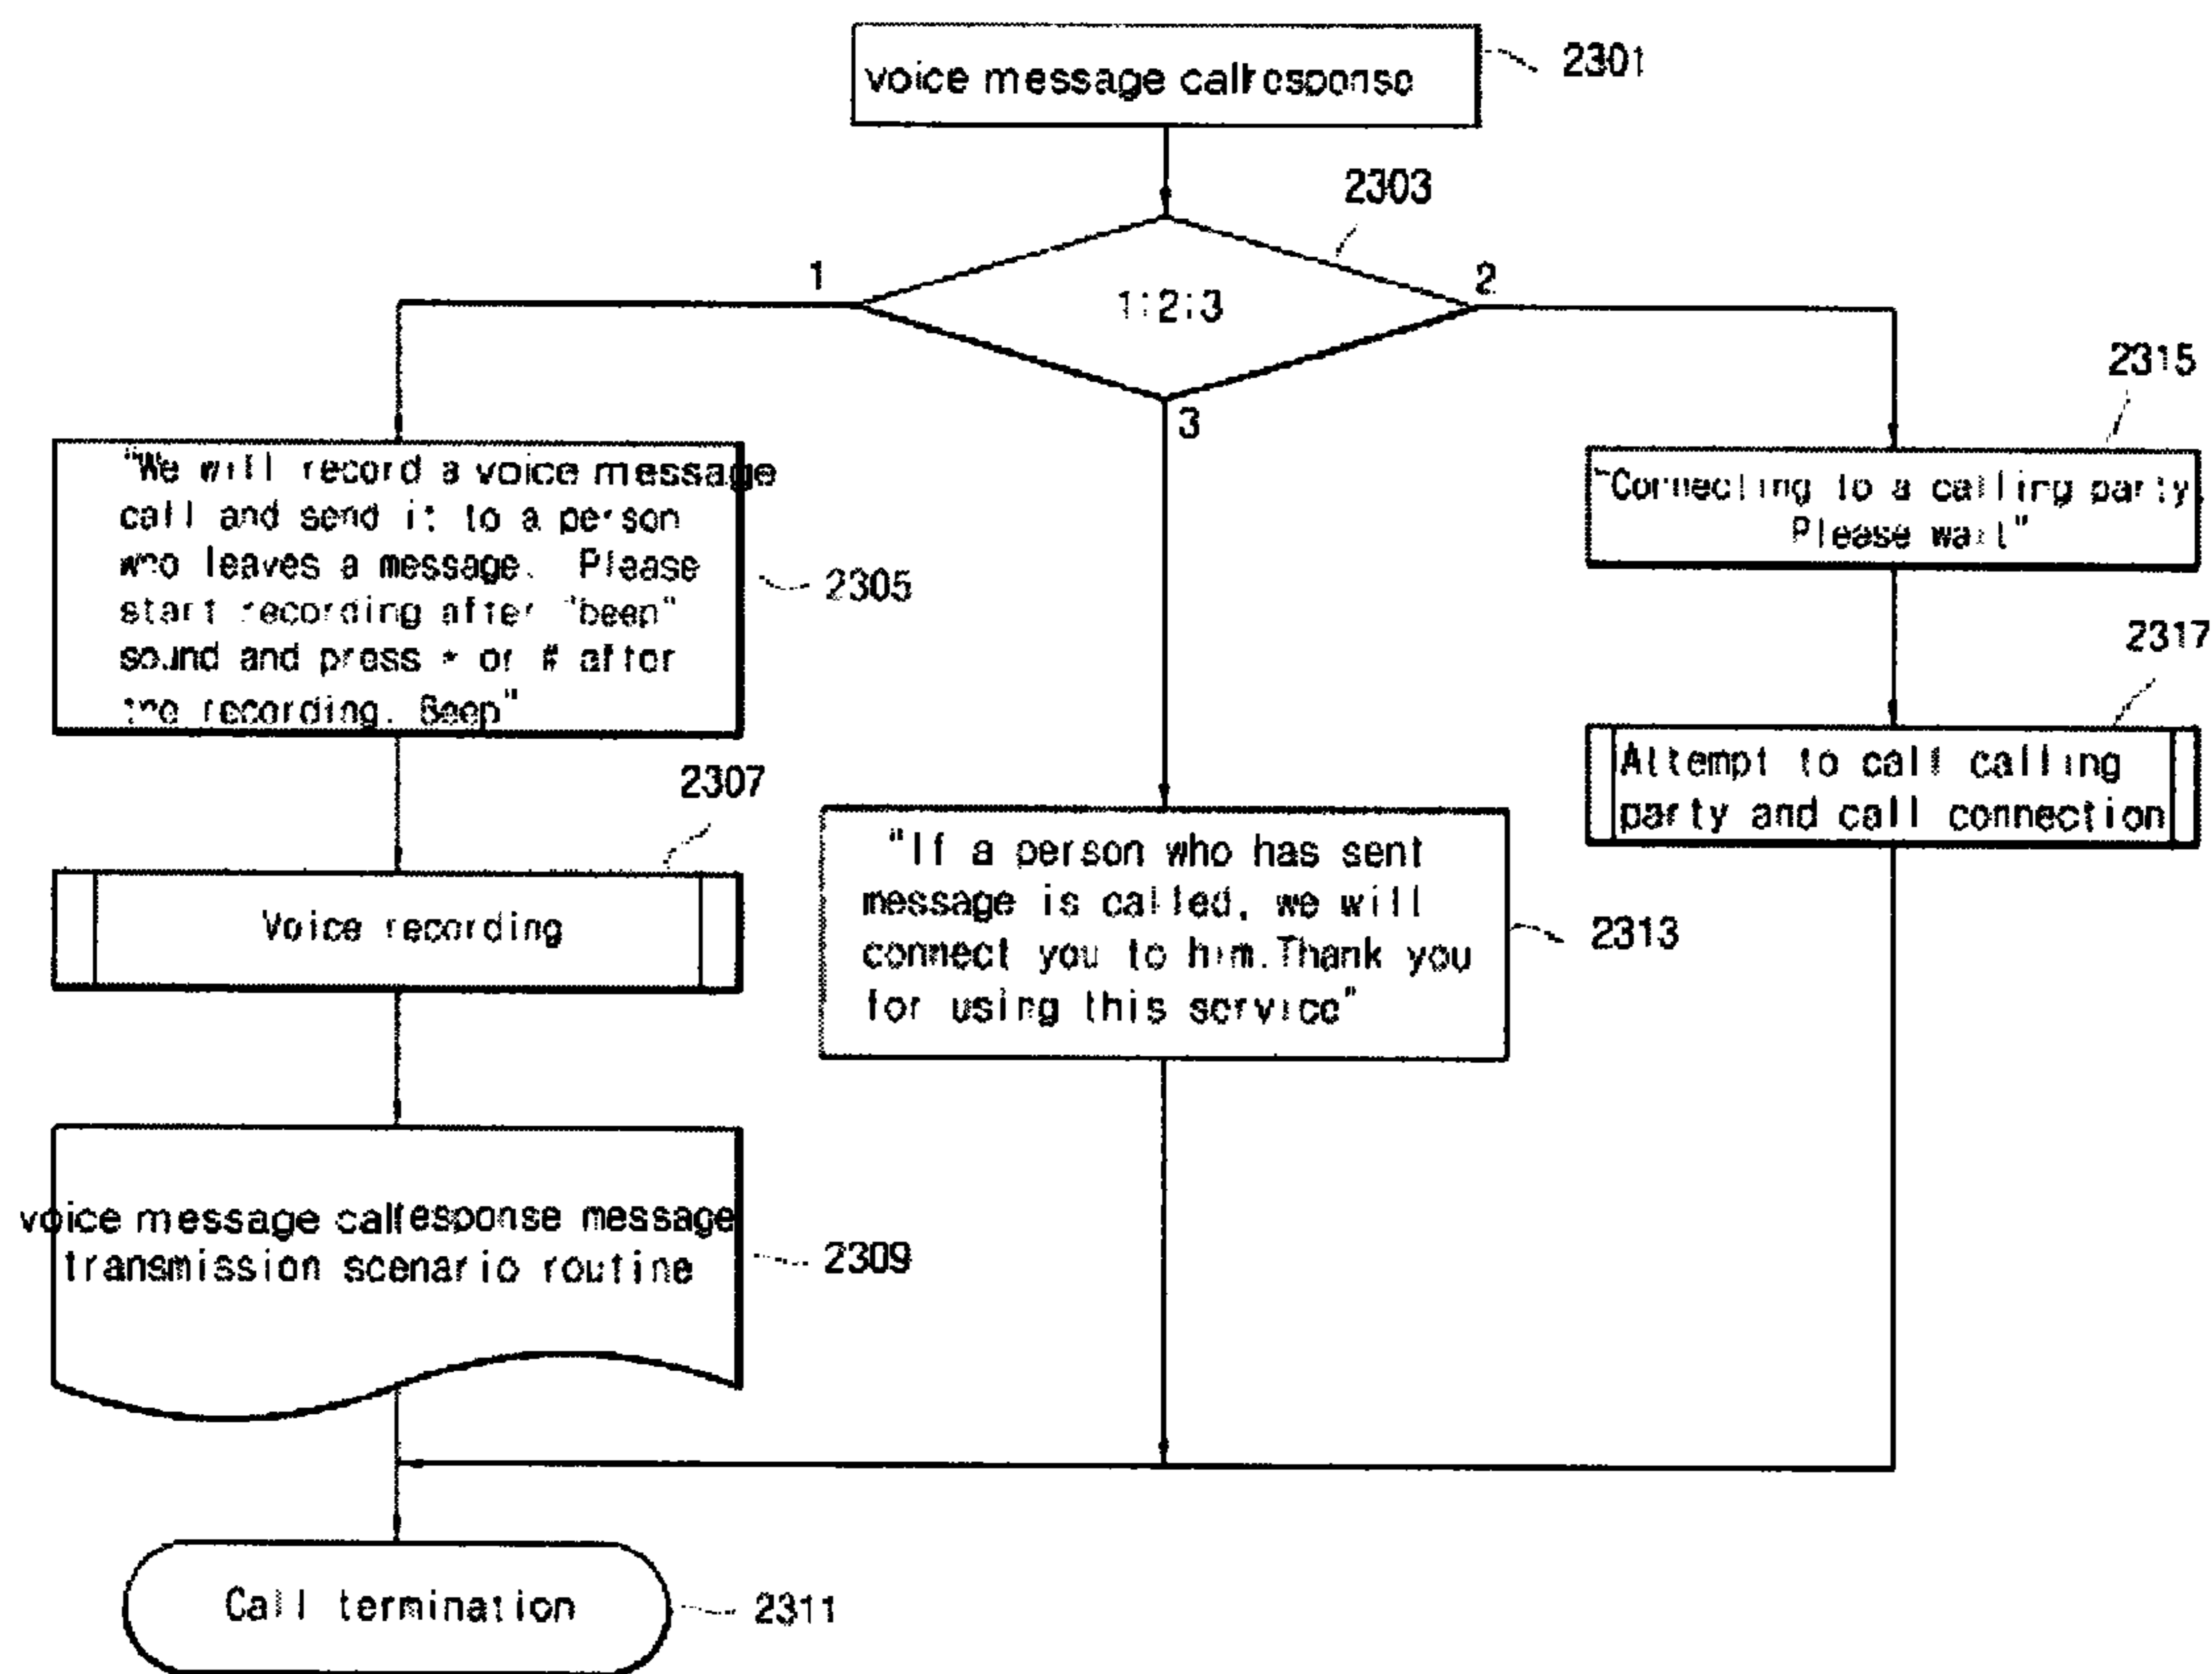 voice message callresponse
2301
2303
1
1:2:3
2
3
2315
"We will record a voice message
call and send it to a person
who leaves a message. Please
start recording after "beep"
sound and press * or # after
the recording. Beep"
2305
"Connecting to a calling party
Please wait"
2317
Attempt to call calling
party and call connection
2307
Voice recording
"If a person who has sent
message is called, we will
connect you to him.Thank you
for using this service"
2313
voice message callresponse message
transmission scenario routine
2309
Call termination
2311